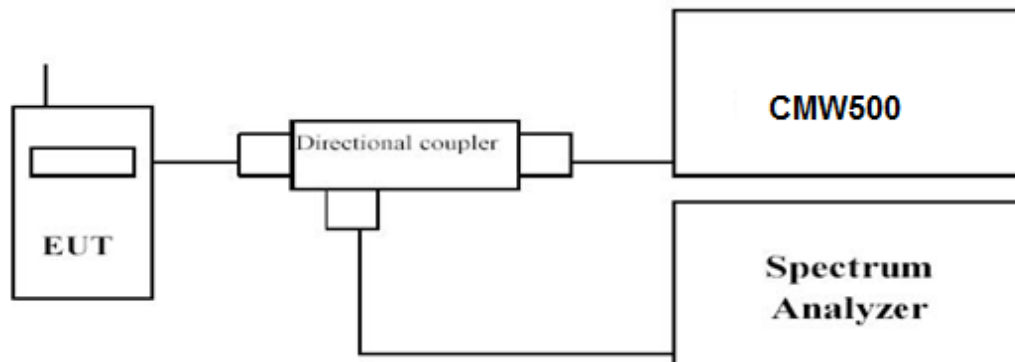 CMW500
Directional coupler
EUT
Spectrum
Analyzer